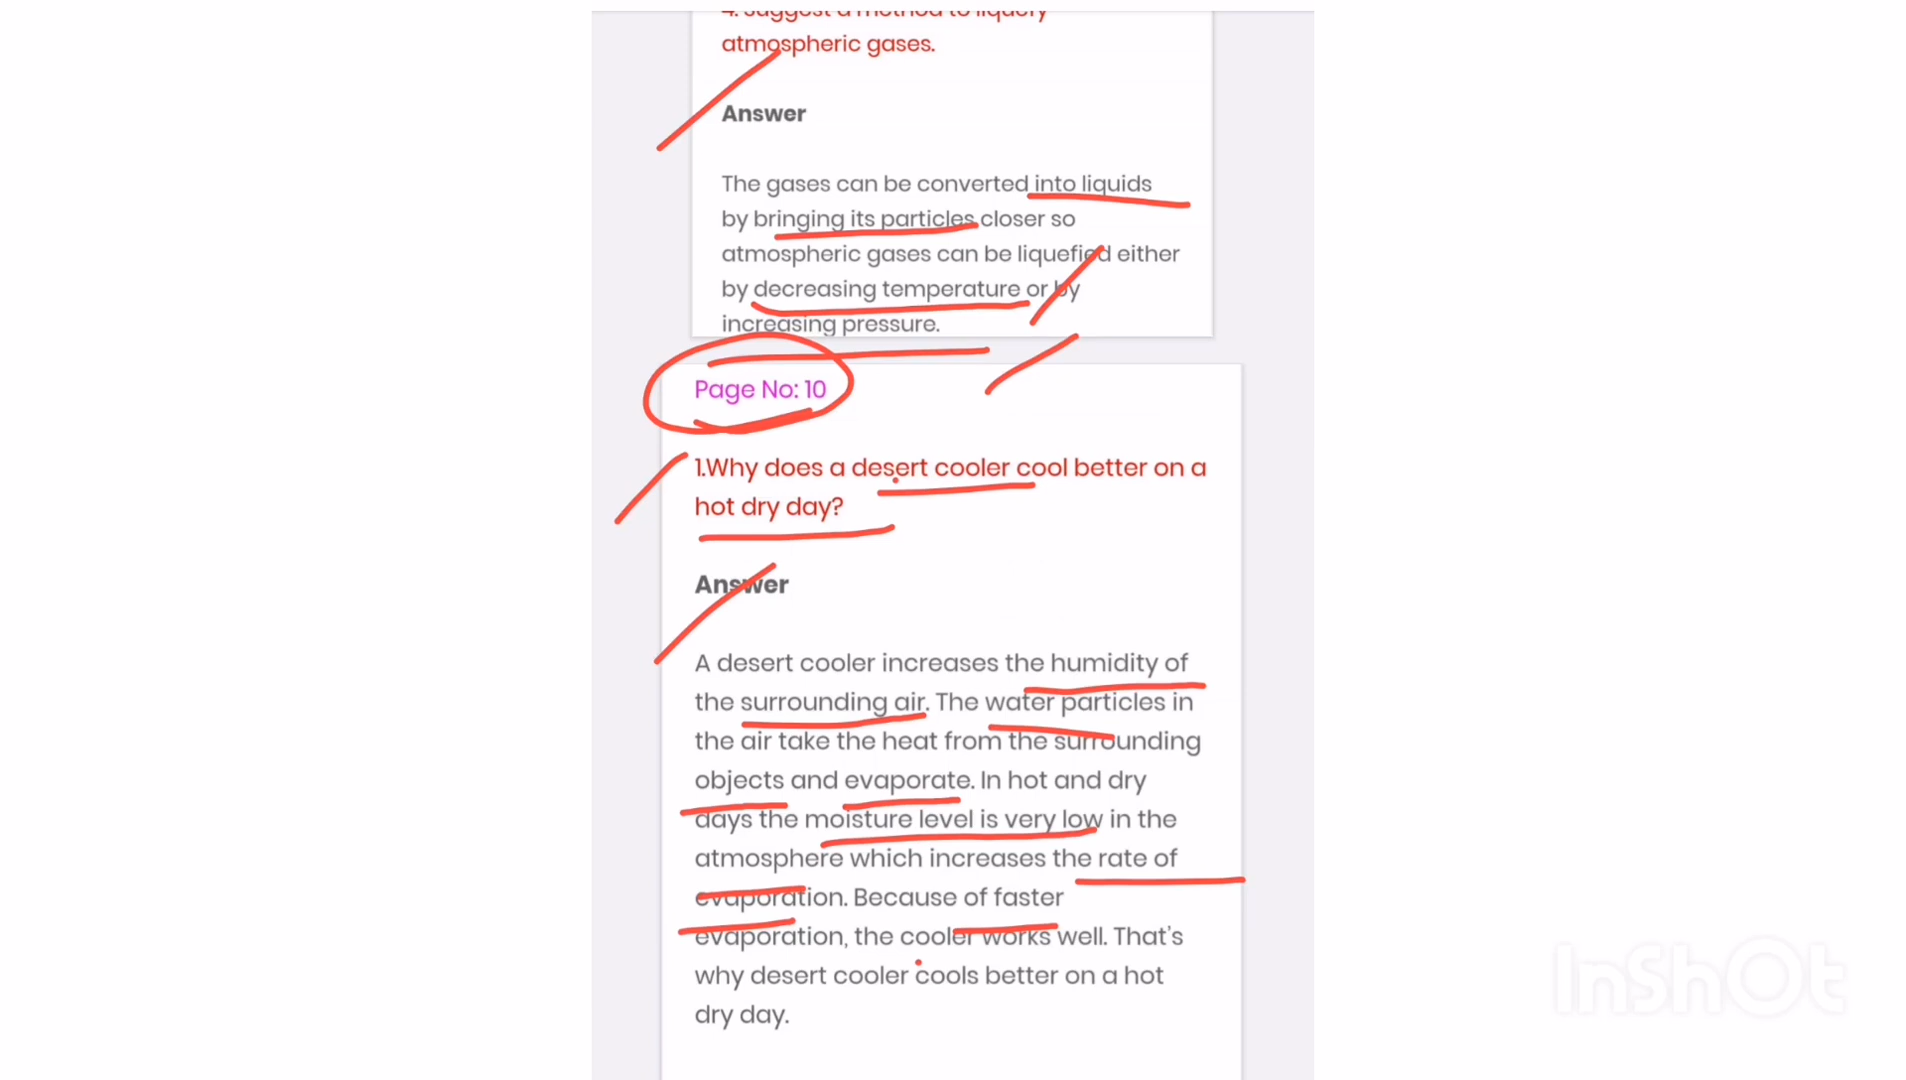 4. Suggest a method to liquefy
atmospheric gases.
Answer
The gases can be converted into liquids
by bringing its particles closer so
atmospheric gases can be liquefied either
by decreasing temperature or by
increasing pressure.
Page No: 10
1.Why does a desert cooler cool better on a
hot dry day?
Answer
A desert cooler increases the humidity of
the surrounding air. The water particles in
the air take the heat from the surrounding
objects and evaporate. In hot and dry
days the moisture level is very low in the
atmosphere which increases the rate of
evaporation. Because of faster
evaporation, the cooler works well. That's
why desert cooler cools better on a hot
dry day.
InShOt